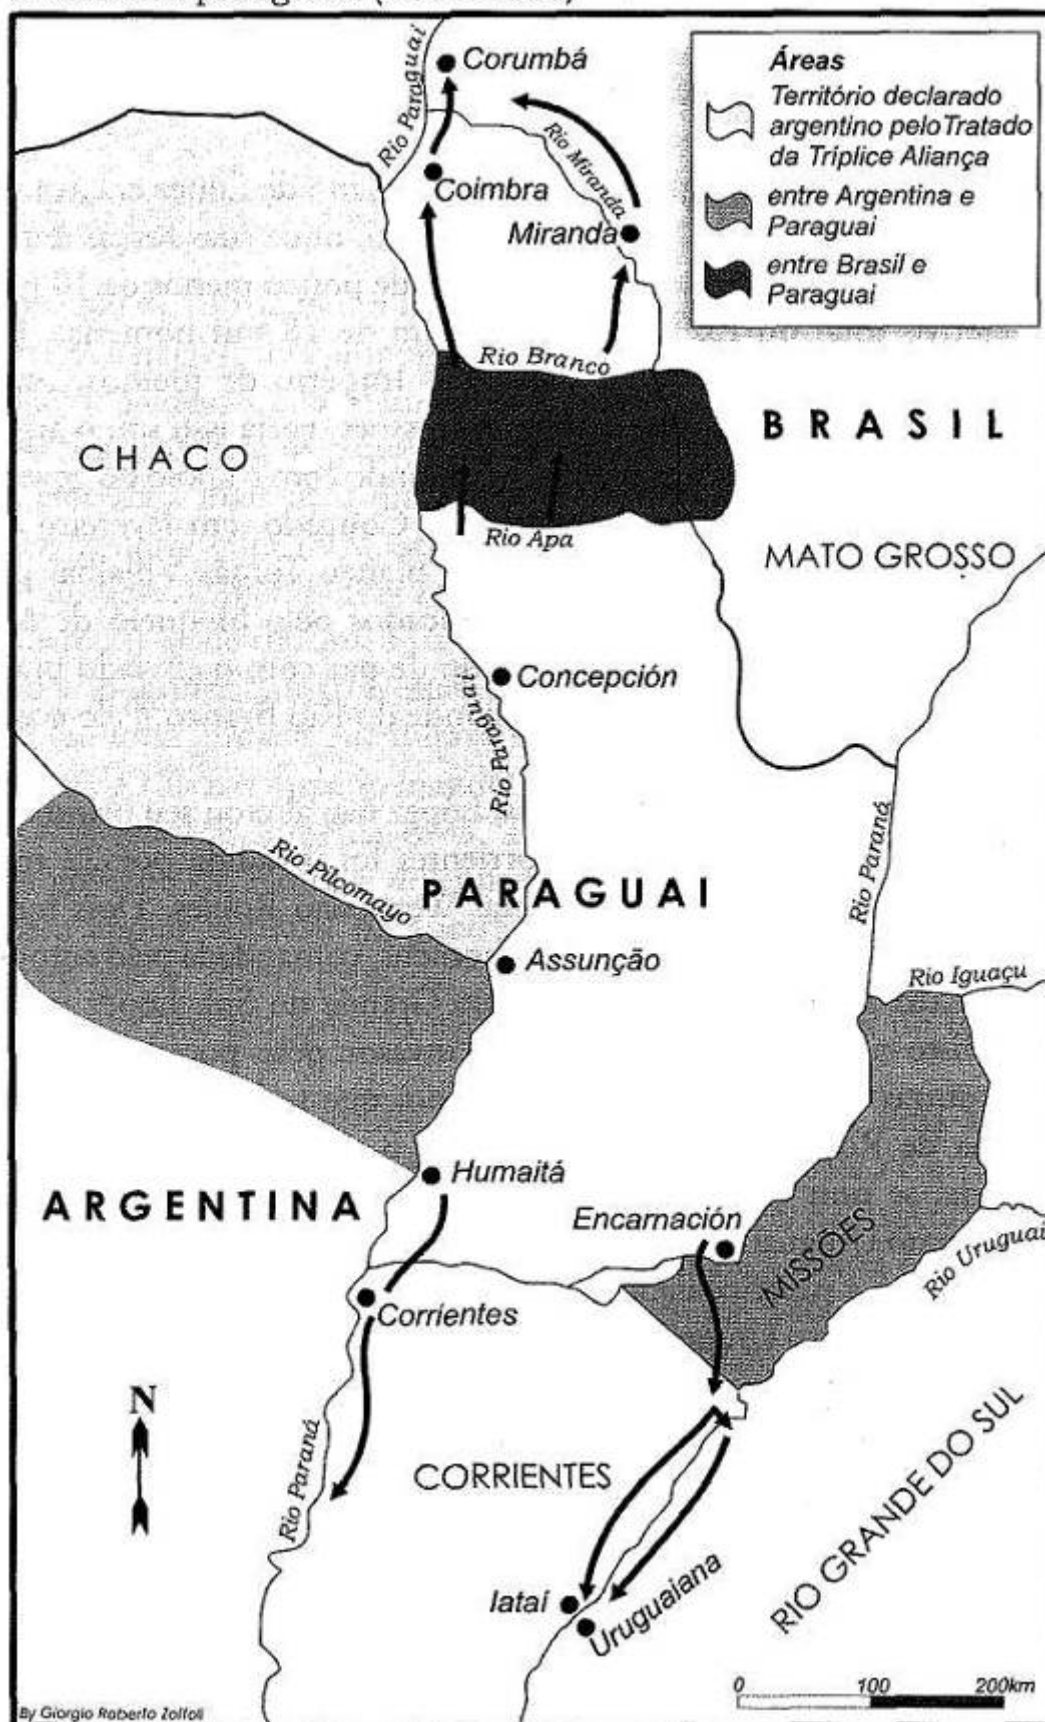 Rio Paraguai
Corumbá
Rio Miranda
Coimbra
Miranda
Áreas
Território declarado
argentino pelo Tratado
da Tríplice Aliança
entre Argentina e
Paraguai
entre Brasil e
Paraguai
Rio Branco
BRASIL
CHACO
Rio Apa
MATO GROSSO
Concepción
Rio Paraguai
Rio Paraná
Rio Pilcomayo
PARAGUAI
Assunção
Rio Iguaçu
Humaitá
ARGENTINA
Encarnación
MISSÕES
Rio Uruguai
Corrientes
N
Rio Paraná
CORRIENTES
RIO GRANDE DO SUL
Iataí
Uruguaiana
0 100 200km
By Giorgio Roberto Zoffoli